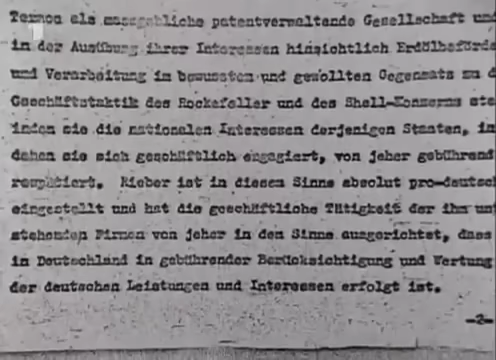 Texaco als massgebliche patentverwaltende Gesellschaft und
in der Ausübung ihrer Interessen hinsichtlich Erdölbeförde
und Verarbeitung im bewussten und gewollten Gegensatz zu d
Geschäftstaktik des Rockefeller und des Shell-Konzerns ste
indem sie die nationalen Interessen derjenigen Staaten, in
denen sie sich geschäftlich engagiert, von jeher gebührend
respektiert. Rieber ist in diesem Sinne absolut pro-deutsch
eingestellt und hat die geschäftliche Tätigkeit der ihm unt
stehenden Firmen von jeher in dem Sinne ausgerichtet, dass
in Deutschland in gebührender Berücksichtigung und Wertung
der deutschen Leistungen und Interessen erfolgt ist.
-2-